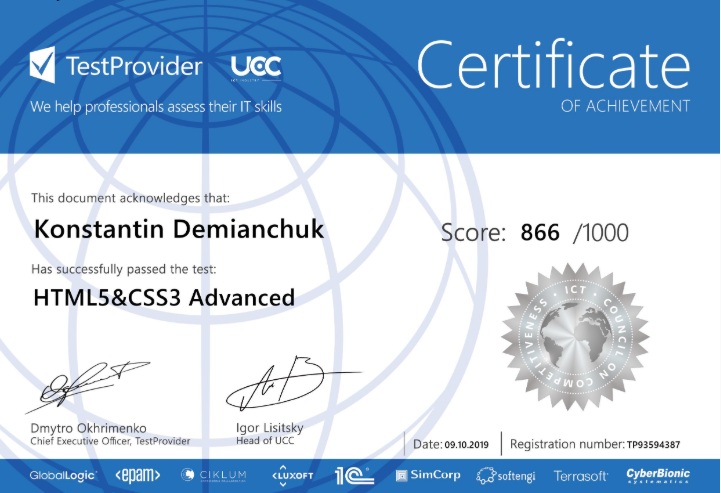 TestProvider
UCC
We help professionals assess their IT skills
Certificate
OF ACHIEVEMENT
This document acknowledges that:
Konstantin Demianchuk
Has successfully passed the test:
HTML5&CSS3 Advanced
Score: 866 /1000
ICT · COUNCIL ON COMPETITIVENESS ·
Dmytro Okhrimenko
Chief Executive Officer, TestProvider
Igor Lisitsky
Head of UCC
Date: 09.10.2019
Registration number: TP93594387
GlobalLogic
<epam>
CIKLUM
<LUXOFT
1C
SimCorp
softengi
Terrasoft
CyberBionic
systematics